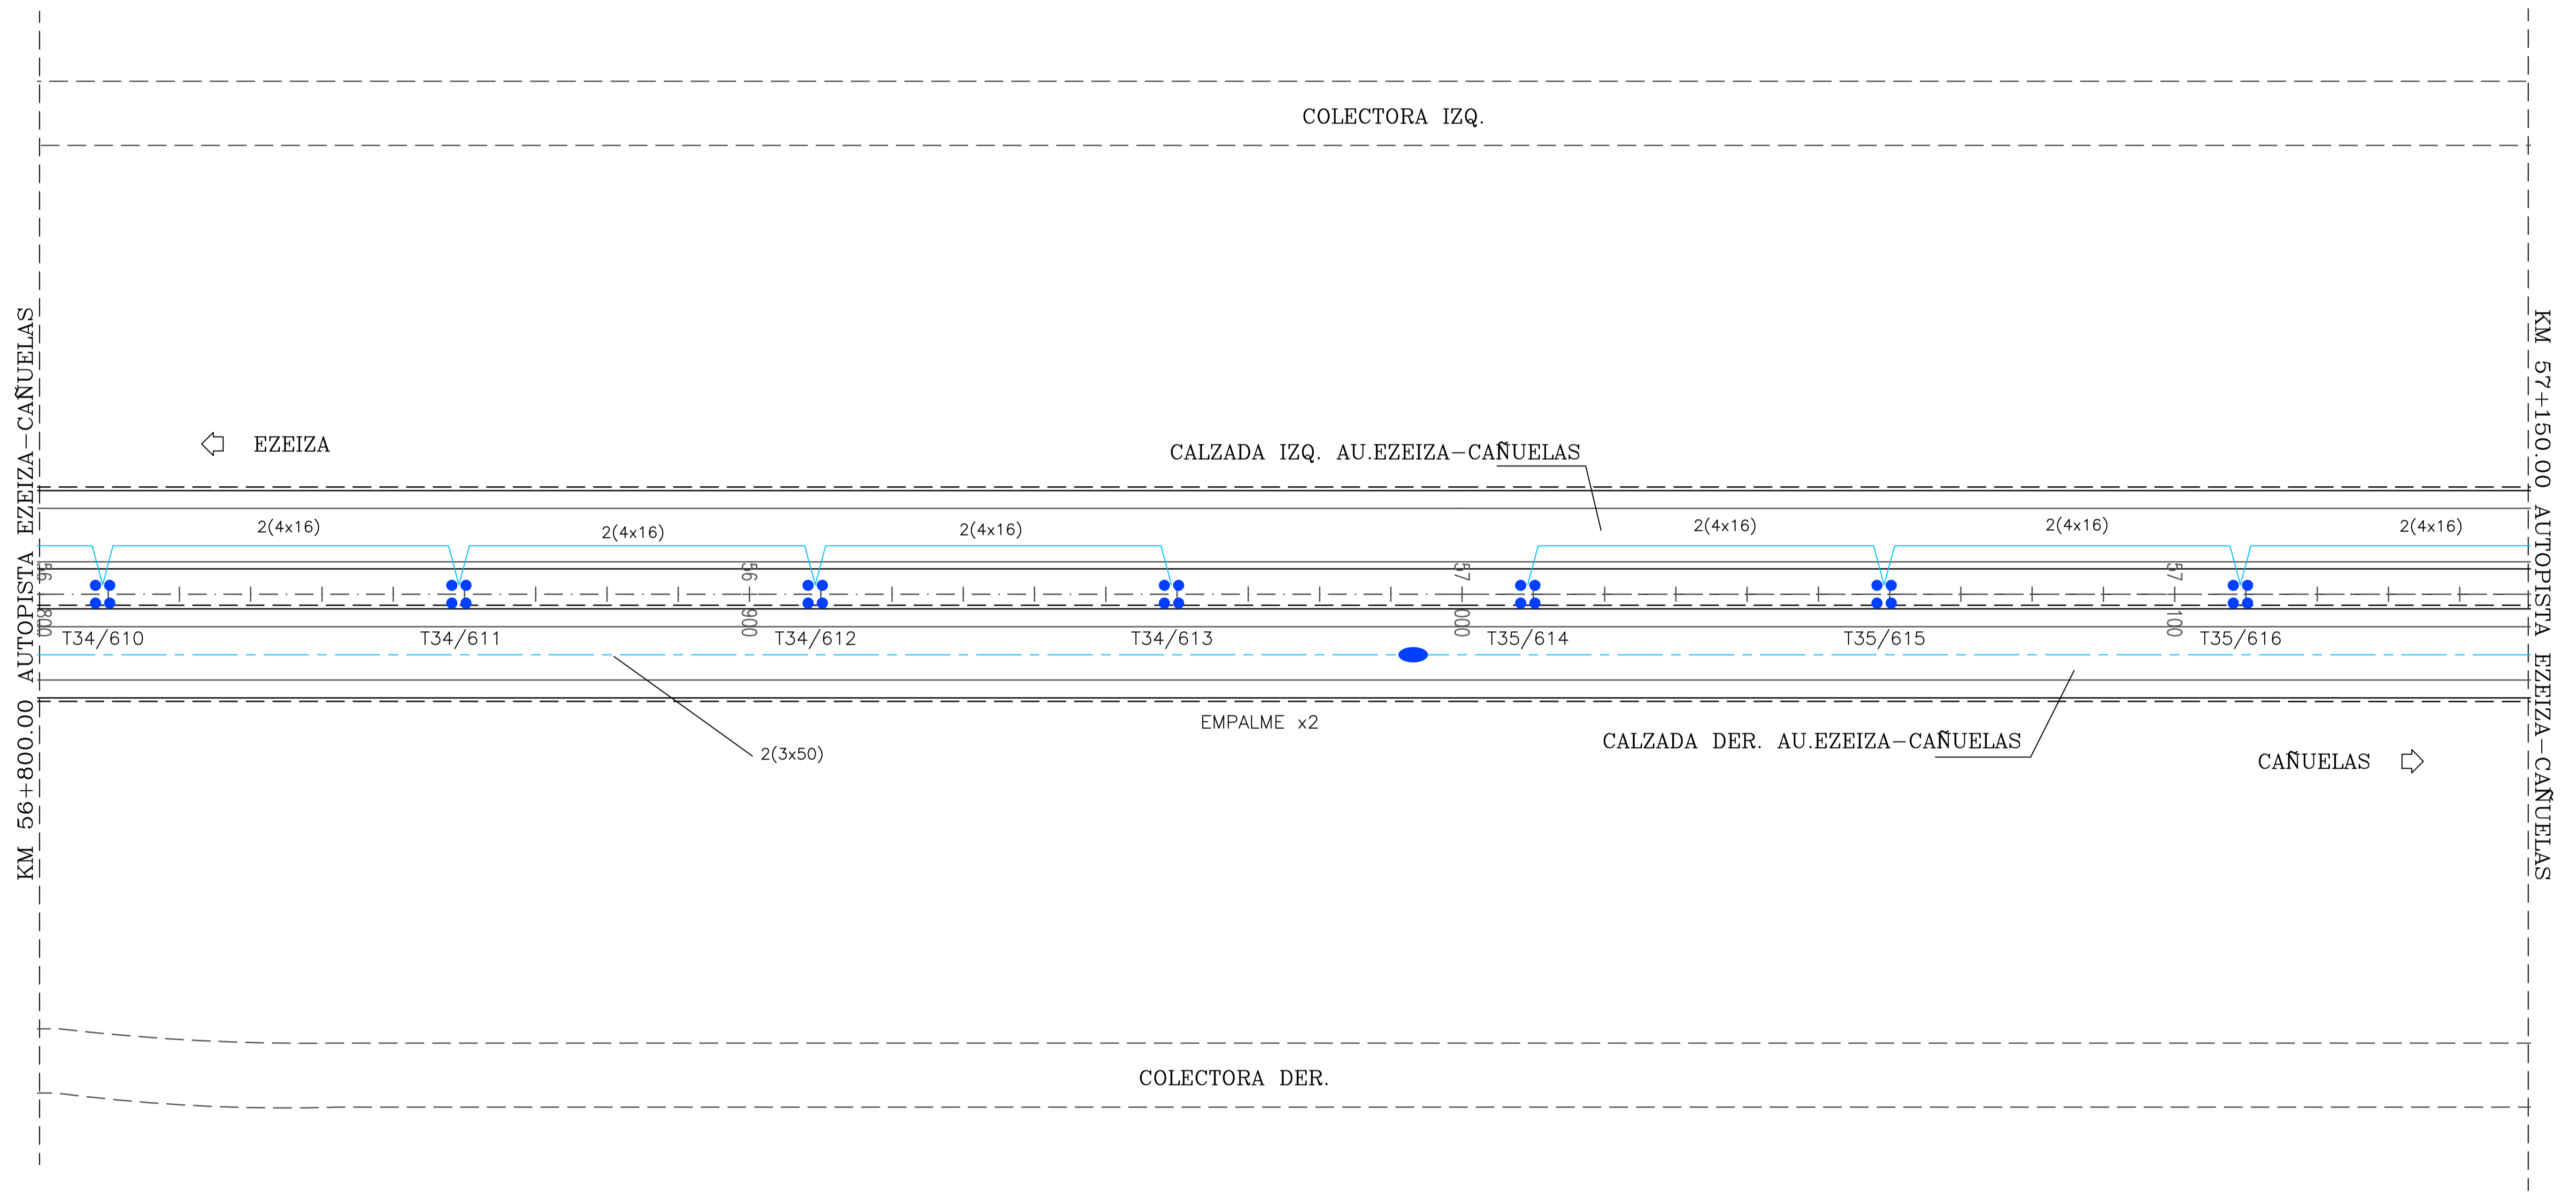 COLECTORA IZQ.
KM 56+800.00 AUTOPISTA EZEIZA-CAÑUELAS
KM 57+150.00 AUTOPISTA EZEIZA-CAÑUELAS
EZEIZA
CALZADA IZQ. AU.EZEIZA-CAÑUELAS
2(4x16)
2(4x16)
2(4x16)
2(4x16)
2(4x16)
2(4x16)
56 800
56 900
57 000
57 100
T34/610
T34/611
T34/612
T34/613
T35/614
T35/615
T35/616
EMPALME x2
2(3x50)
CALZADA DER. AU.EZEIZA-CAÑUELAS
CAÑUELAS
COLECTORA DER.